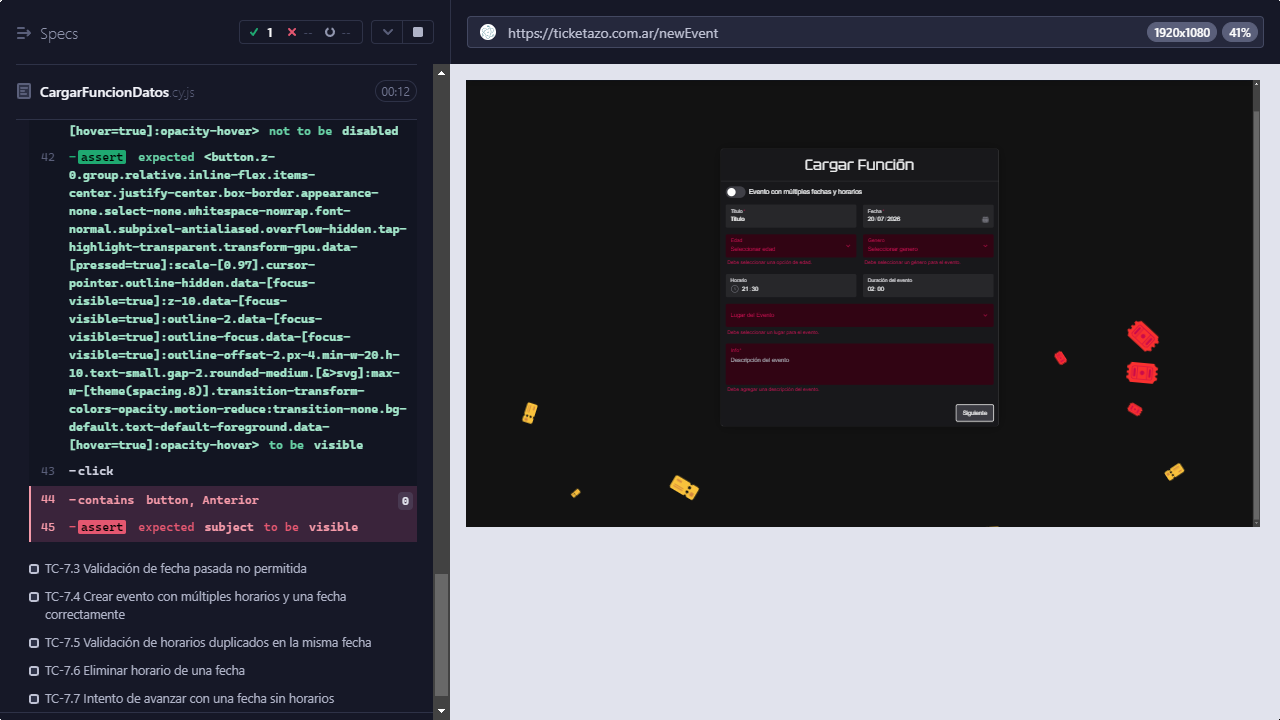 Specs
1
--
--
https://ticketazo.com.ar/newEvent
1920x1080
41%
CargarFuncionDatos.cy.js
00:12
[hover=true]:opacity-hover> not to be disabled
42 -assert expected <button.z-
0.group.relative.inline-flex.items-
center.justify-center.box-border.appearance-
none.select-none.whitespace-nowrap.font-
normal.subpixel-antialiased.overflow-hidden.tap-
highlight-transparent.transform-gpu.data-
[pressed=true]:scale-[0.97].cursor-
pointer.outline-none.data-[focus-
visible=true]:z-10.data-[focus-
visible=true]:outline-2.data-[focus-
visible=true]:outline-focus.data-[focus-
visible=true]:outline-offset-2.px-4.min-w-20.h-
10.text-small.gap-2.rounded-medium.[&>svg]:max-
w-[theme(spacing.8)].transition-transform-
colors-opacity.motion-reduce:transition-none.bg-
default.text-default-foreground.data-
[hover=true]:opacity-hover> to be visible
43 -click
44 -contains button, Anterior 0
45 -assert expected subject to be visible
TC-7.3 Validación de fecha pasada no permitida
TC-7.4 Crear evento con múltiples horarios y una fecha
correctamente
TC-7.5 Validación de horarios duplicados en la misma fecha
TC-7.6 Eliminar horario de una fecha
TC-7.7 Intento de avanzar con una fecha sin horarios
Cargar Función
Evento con múltiples fechas y horarios
Título*
Título
Fecha
20/07/2026
Edad
Seleccionar edad
Género
Seleccionar género
Debe seleccionar una opción de edad
Debe seleccionar un género para el evento
Horario
21:30
Duración del evento
02:00
Lugar del Evento
Debe seleccionar un lugar para el evento
Info*
Descripción del evento
Debe agregar una descripción del evento
Siguiente